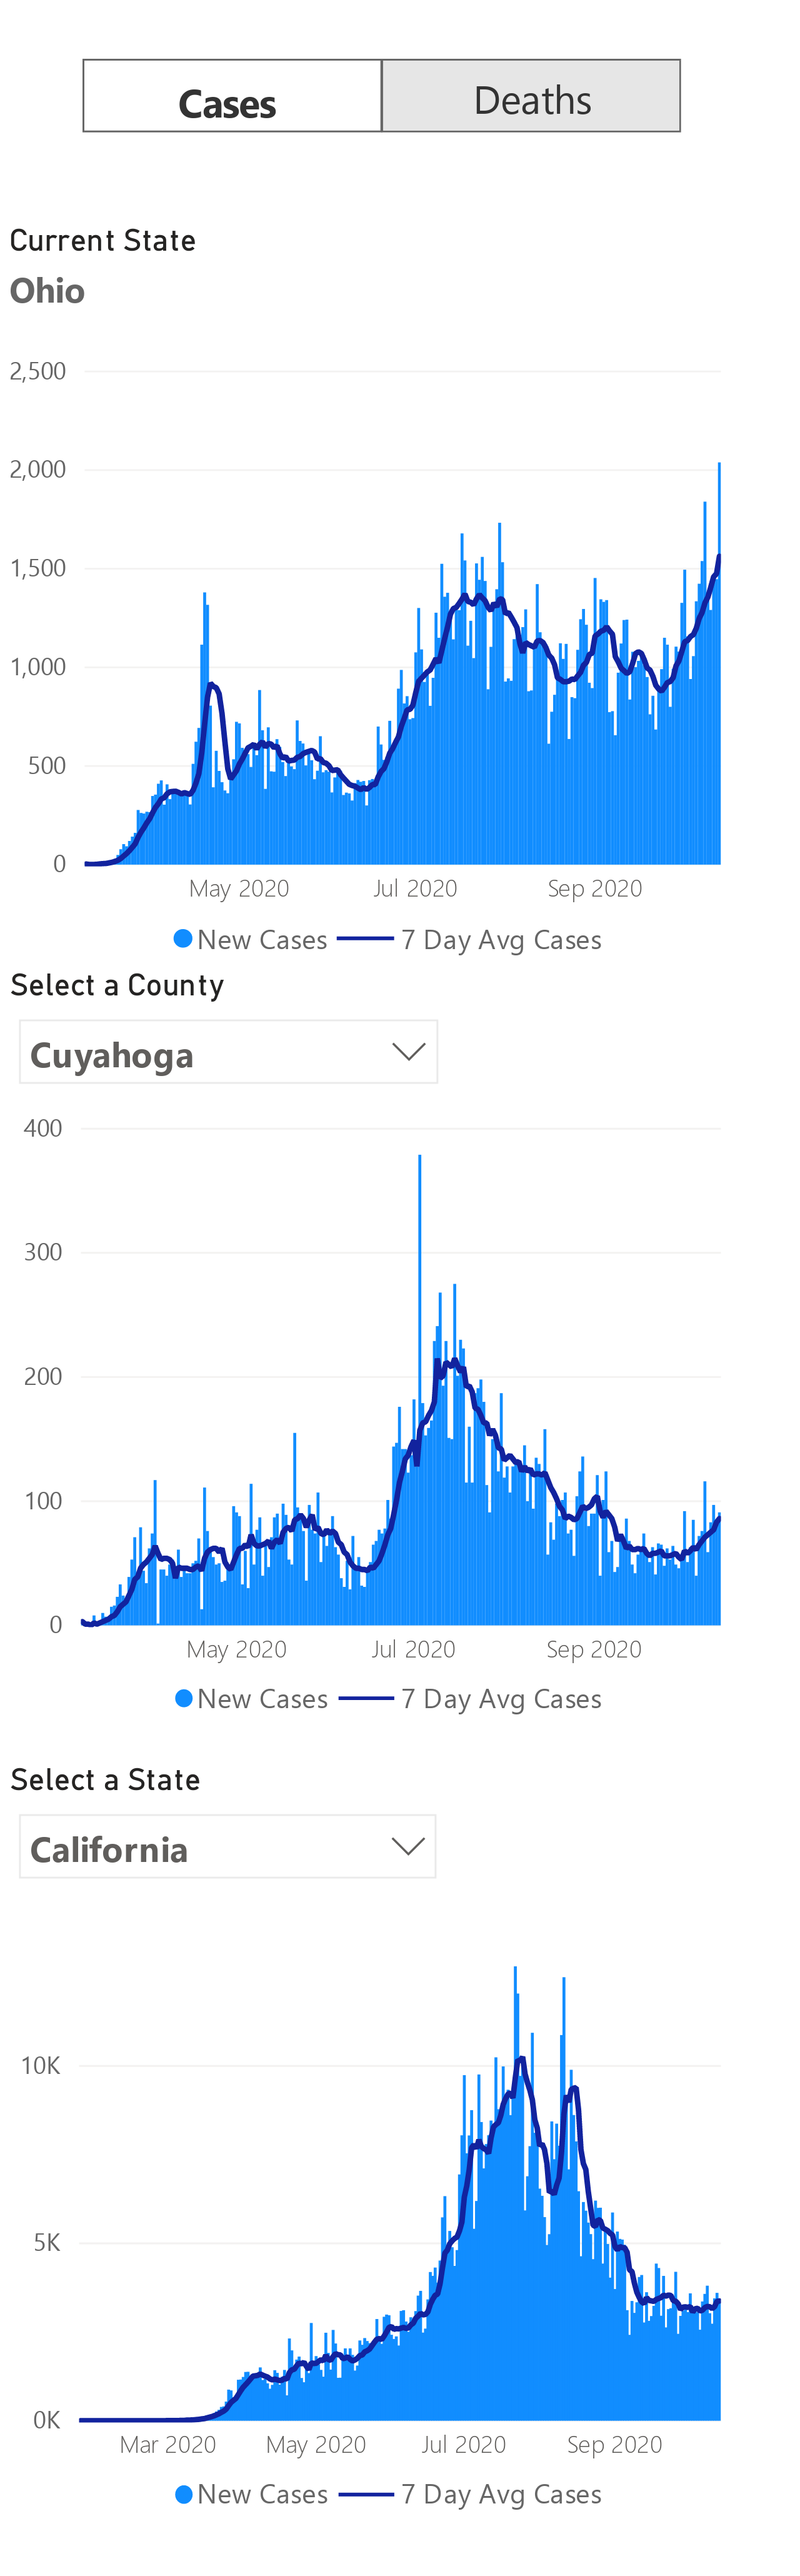 Cases Deaths
Current State
Ohio
2,500
2,000
1,500
1,000
500
0
May 2020 Jul 2020 Sep 2020
New Cases 7 Day Avg Cases
Select a County
Cuyahoga
400
300
200
100
0
May 2020 Jul 2020 Sep 2020
New Cases 7 Day Avg Cases
Select a State
California
10K
5K
0K
Mar 2020 May 2020 Jul 2020 Sep 2020
New Cases 7 Day Avg Cases